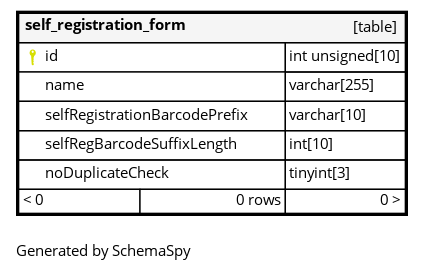 self_registration_form [table]
id int unsigned[10]
name varchar[255]
selfRegistrationBarcodePrefix varchar[10]
selfRegBarcodeSuffixLength int[10]
noDuplicateCheck tinyint[3]
< 0 0 rows 0 >
Generated by SchemaSpy